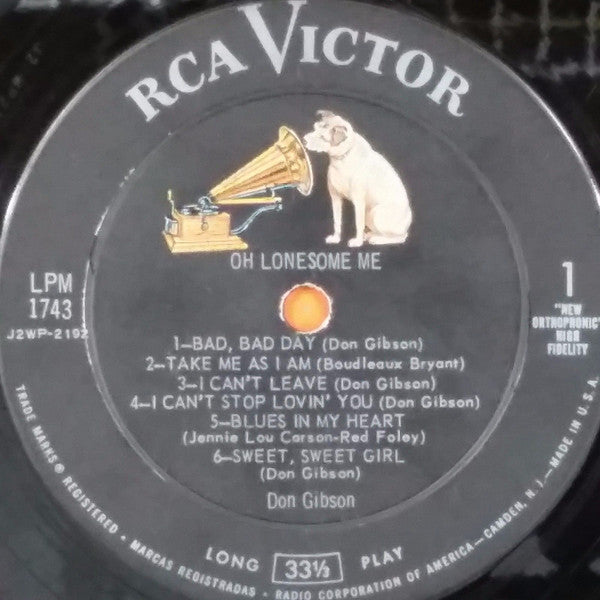 RCA VICTOR
OH LONESOME ME
LPM
1743
J2WP-2192
1
"NEW
ORTHOPHONIC"
HIGH
FIDELITY
1—BAD, BAD DAY (Don Gibson)
2—TAKE ME AS I AM (Boudleaux Bryant)
3—I CAN'T LEAVE (Don Gibson)
4—I CAN'T STOP LOVIN' YOU (Don Gibson)
5—BLUES IN MY HEART
(Jennie Lou Carson-Red Foley)
6—SWEET, SWEET GIRL
(Don Gibson)
Don Gibson
LONG 33⅓ PLAY
TRADE MARKS ® REGISTERED • MARCAS REGISTRADAS • RADIO CORPORATION OF AMERICA—CAMDEN, N. J.—MADE IN U.S.A.